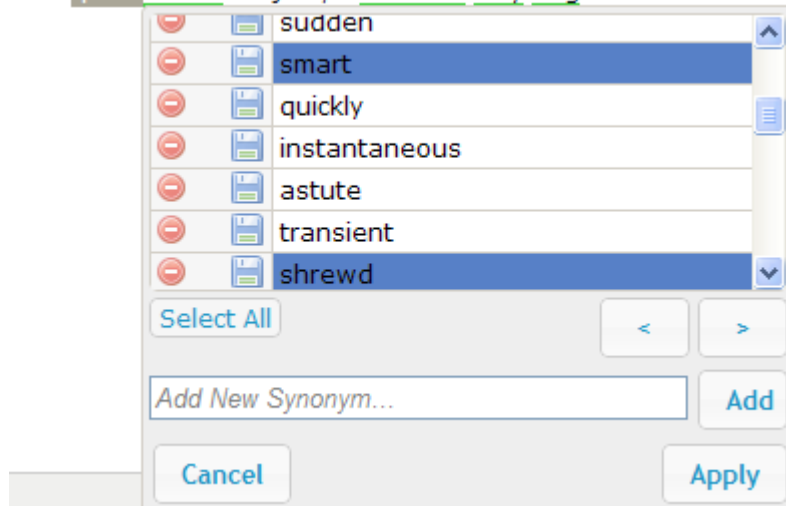 sudden
smart
quickly
instantaneous
astute
transient
shrewd
Select All
< >
Add New Synonym... Add
Cancel Apply